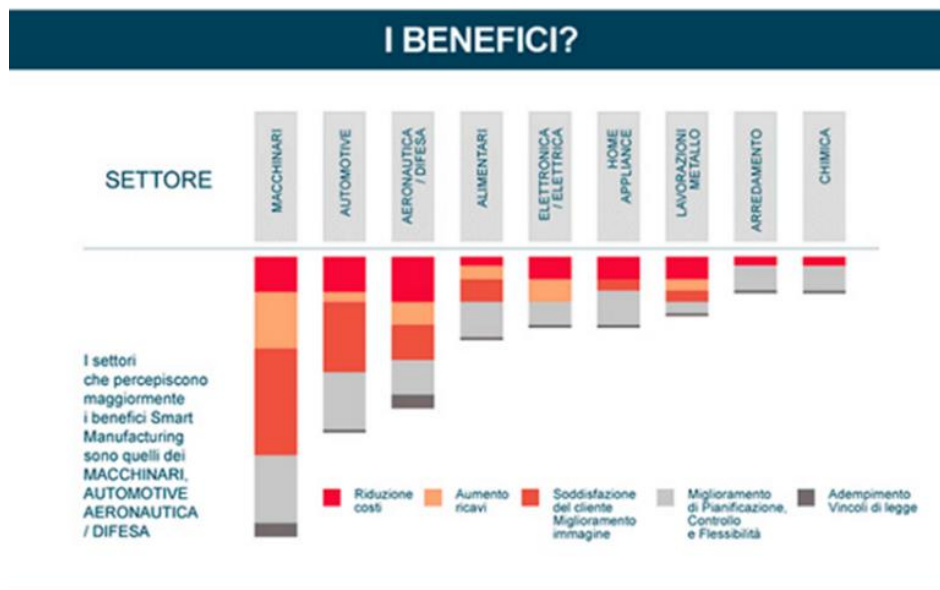 I BENEFICI?
SETTORE
MACCHINARI
AUTOMOTIVE
AERONAUTICA
/ DIFESA
ALIMENTARI
ELETTRONICA
/ ELETTRICA
HOME
APPLIANCE
LAVORAZIONI
METALLO
ARREDAMENTO
CHIMICA
I settori
che percepiscono
maggiormente
i benefici Smart
Manufacturing
sono quelli dei
MACCHINARI,
AUTOMOTIVE
AERONAUTICA
/ DIFESA
Riduzione
costi
Aumento
ricavi
Soddisfazione
del cliente
Miglioramento
immagine
Miglioramento
di Pianificazione,
Controllo
e Flessibilità
Adempimento
Vincoli di legge